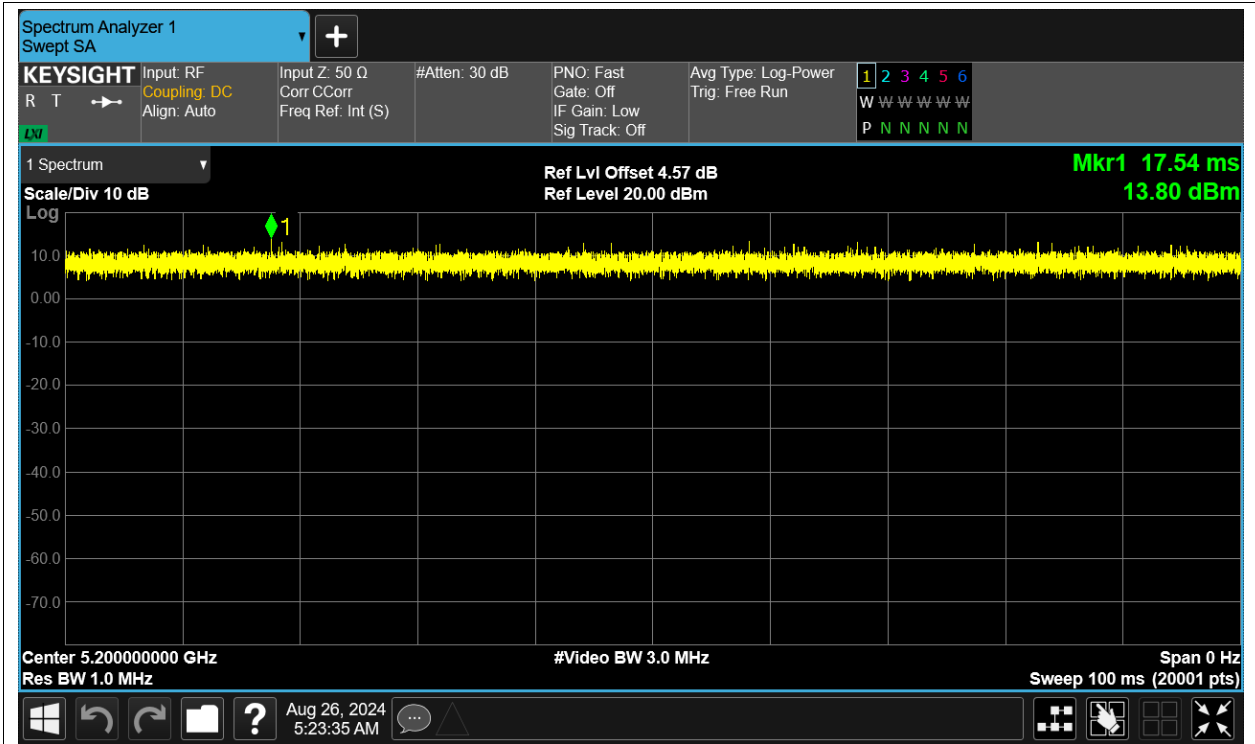 Spectrum Analyzer 1
Swept SA
KEYSIGHT
R T
LXI
Input: RF
Coupling: DC
Align: Auto
Input Z: 50 Ω
Corr CCorr
Freq Ref: Int (S)
#Atten: 30 dB
PNO: Fast
Gate: Off
IF Gain: Low
Sig Track: Off
Avg Type: Log-Power
Trig: Free Run
1 2 3 4 5 6
W W W W W W
P N N N N N
1 Spectrum
Scale/Div 10 dB
Log
Ref Lvl Offset 4.57 dB
Ref Level 20.00 dBm
Mkr1 17.54 ms
13.80 dBm
1
10.0
0.00
-10.0
-20.0
-30.0
-40.0
-50.0
-60.0
-70.0
Center 5.200000000 GHz
#Video BW 3.0 MHz
Span 0 Hz
Res BW 1.0 MHz
Sweep 100 ms (20001 pts)
?
Aug 26, 2024
5:23:35 AM